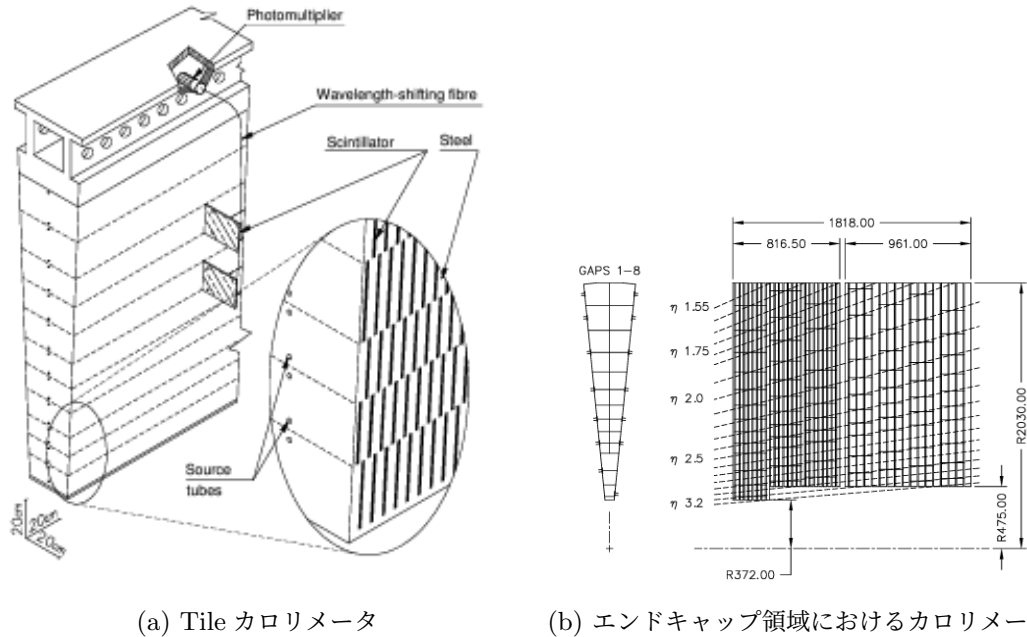 Photomultiplier
Wavelength-shifting fibre
Scintillator
Steel
Source
tubes
20cm
20cm
20cm
1818.00
816.50
961.00
GAPS 1-8
η 1.55
η 1.75
η 2.0
η 2.5
η 3.2
R2030.00
R475.00
R372.00
(a) Tile カロリメータ
(b) エンドキャップ領域におけるカロリメー